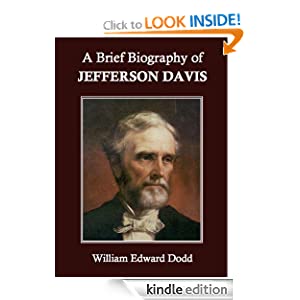 Click to
LOOK INSIDE!
A Brief Biography of
JEFFERSON DAVIS
William Edward Dodd
kindle edition